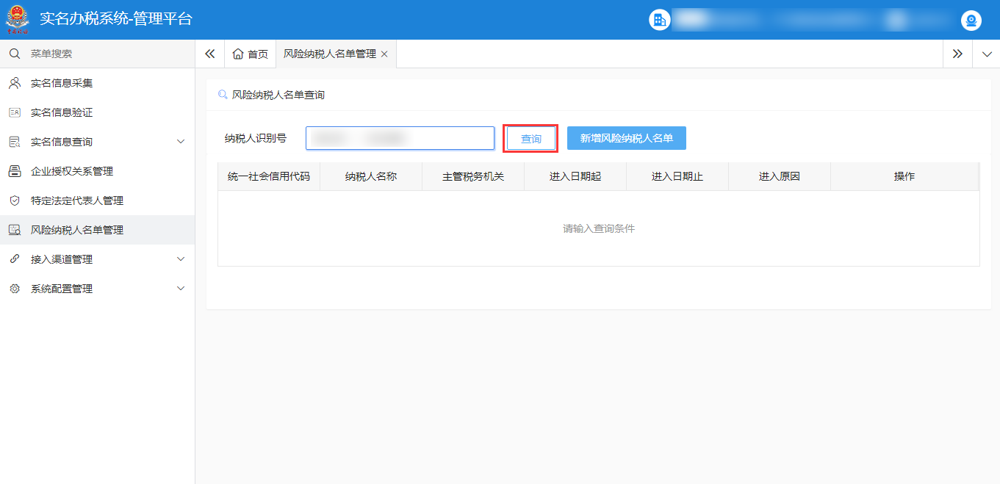 实名办税系统-管理平台
菜单搜索
首页
风险纳税人名单管理
实名信息采集
实名信息验证
实名信息查询
企业授权关系管理
特定法定代表人管理
风险纳税人名单管理
接入渠道管理
系统配置管理
风险纳税人名单查询
纳税人识别号
查询
新增风险纳税人名单
统一社会信用代码 纳税人名称 主管税务机关 进入日期起 进入日期止 进入原因 操作
请输入查询条件